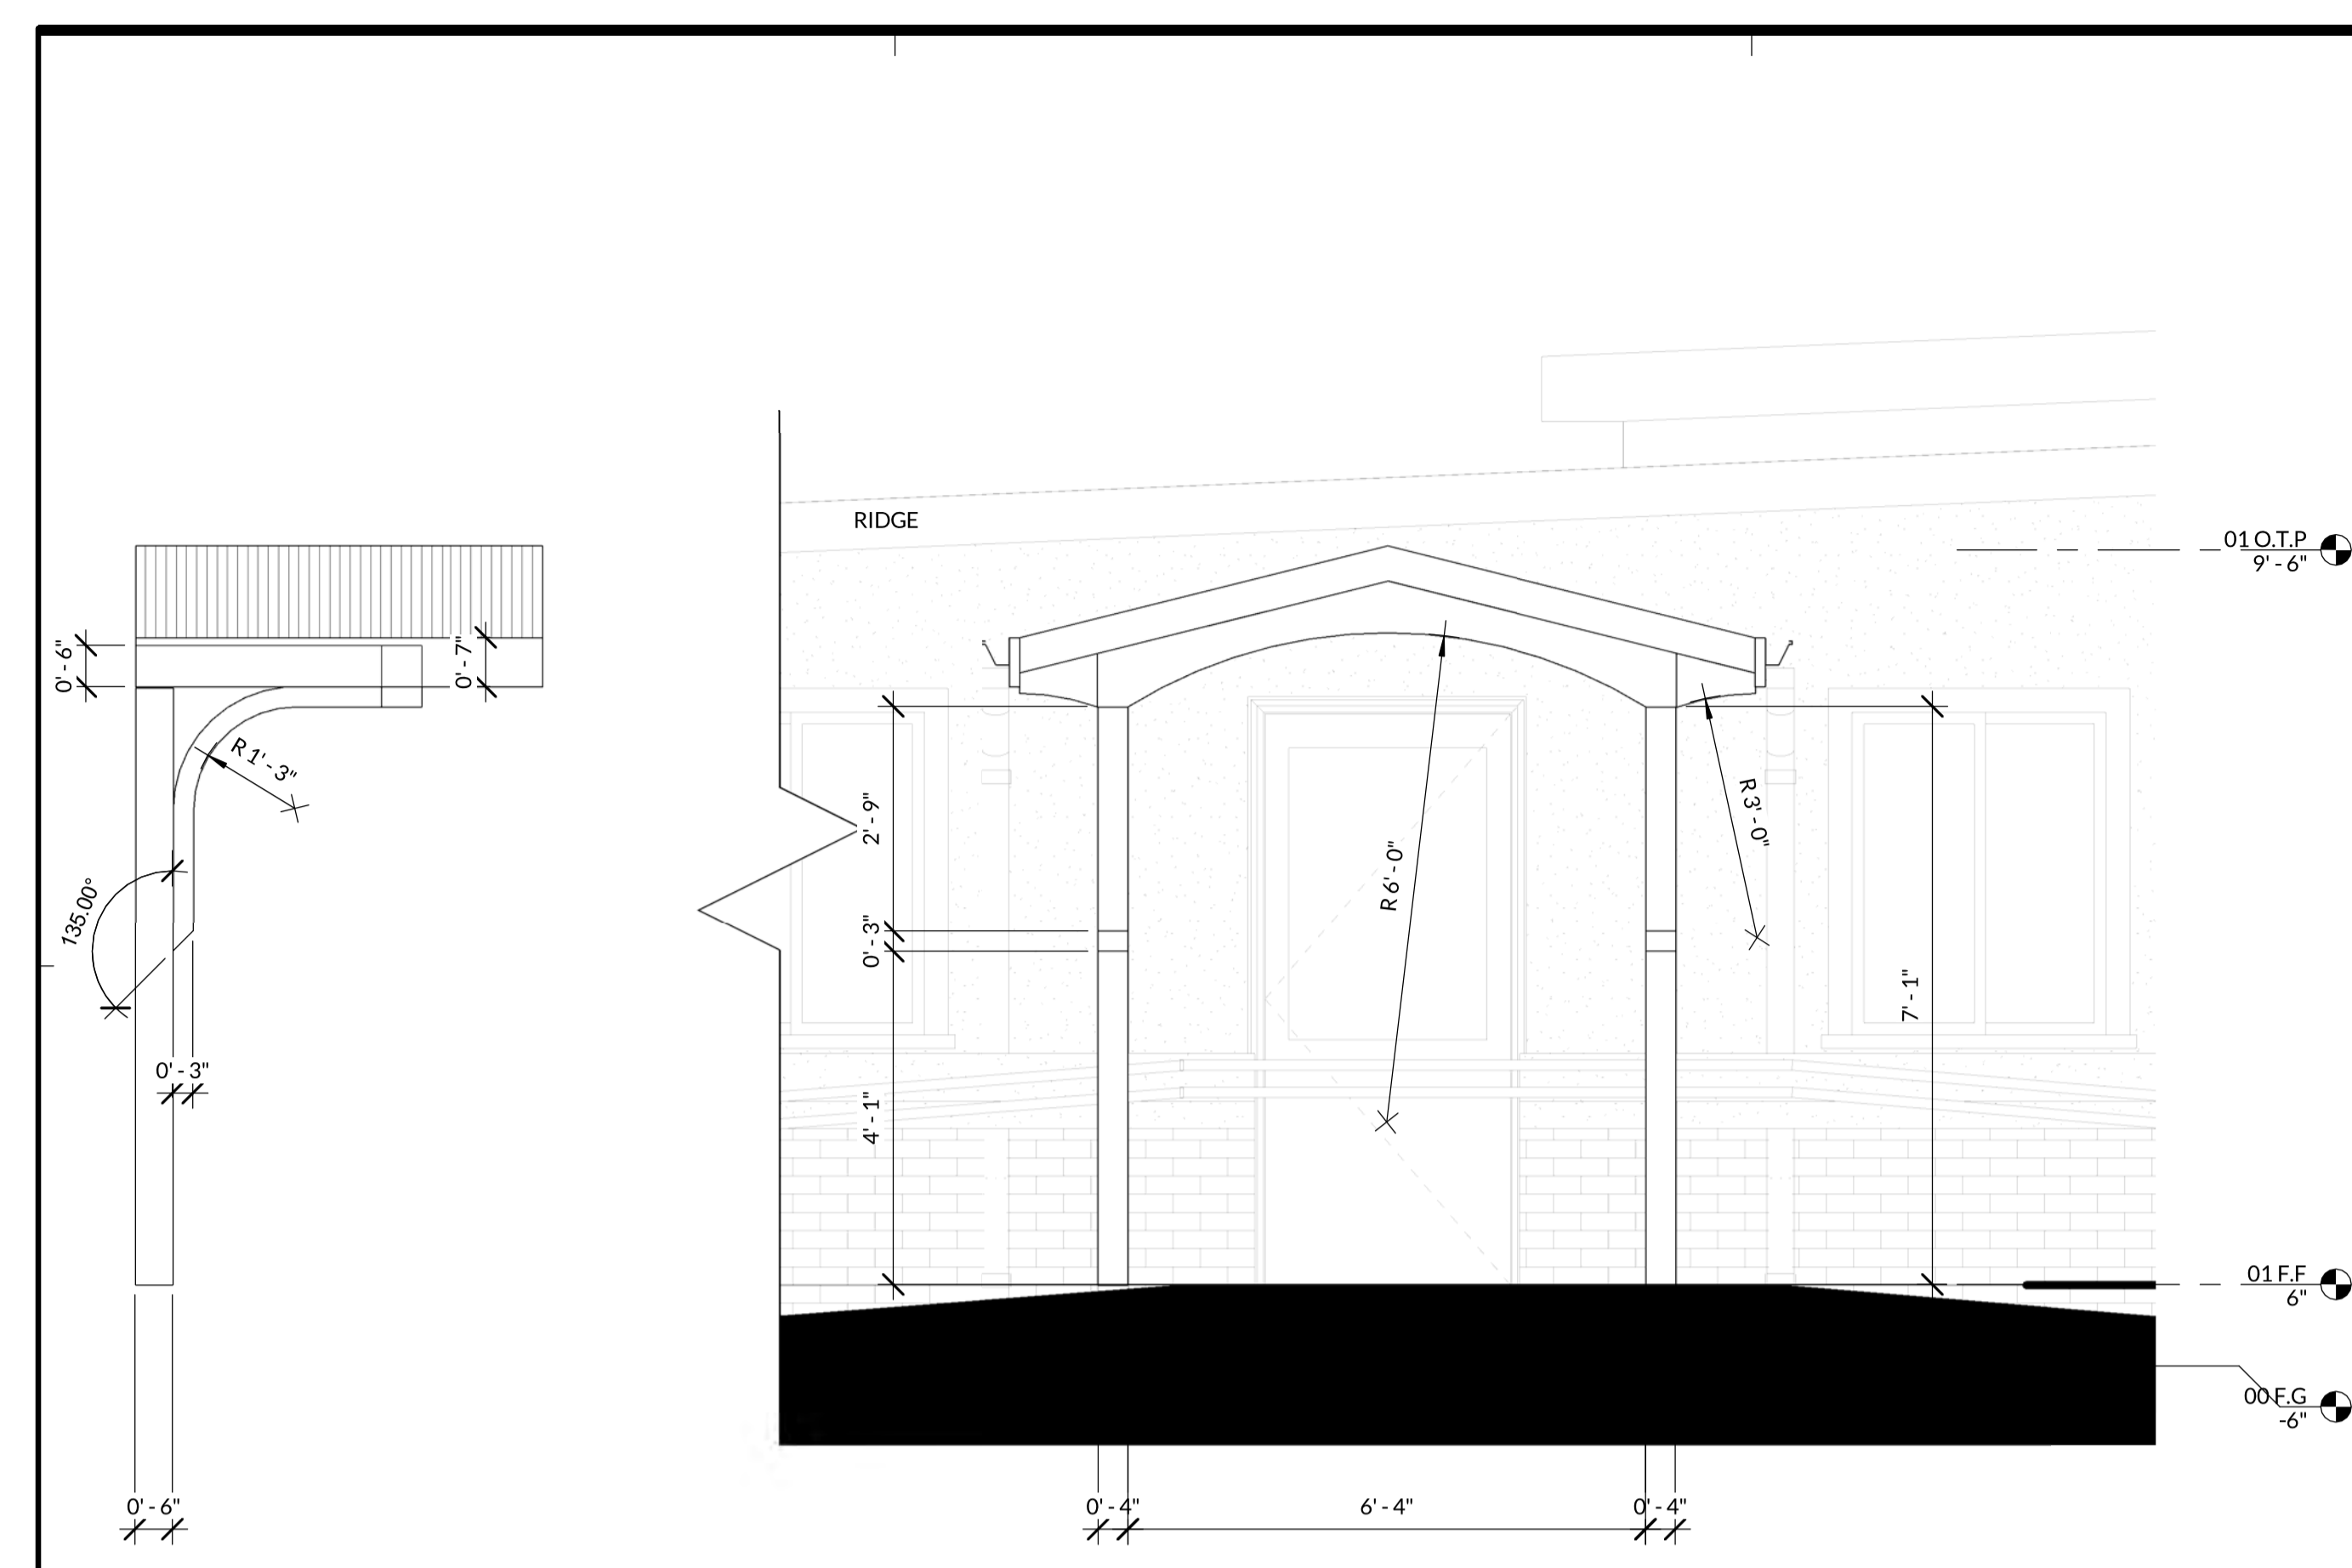 RIDGE
01 O.T.P
9' - 6"
0' - 6"
0' - 7"
R 1' - 3"
2' - 9"
R 3' - 0"
R 6' - 0"
135.00°
0' - 3"
7' - 1"
0' - 3"
4' - 1"
01 F.F
6"
00 F.G
-6"
0' - 6"
0' - 4"
6' - 4"
0' - 4"